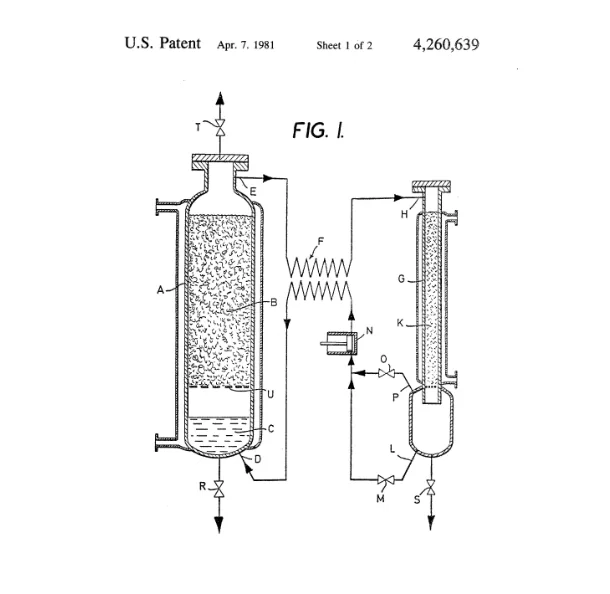 U.S. Patent Apr. 7. 1981 Sheet 1 of 2 4,260,639
T
FIG. 1.
E
H
F
A
G
B
K
N
O
U
P
C
D
L
R
M
S